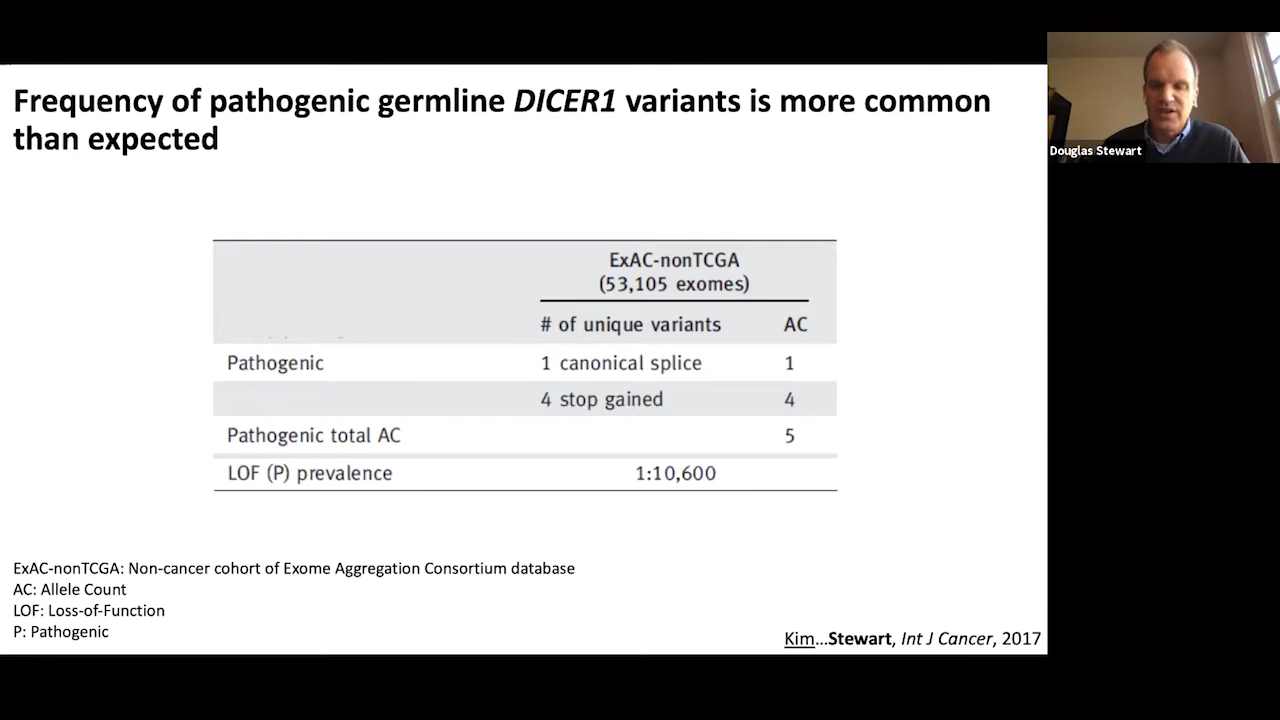 Frequency of pathogenic germline DICER1 variants is more common
than expected
Douglas Stewart
ExAC-nonTCGA
(53,105 exomes)
# of unique variants AC
Pathogenic 1 canonical splice 1
4 stop gained 4
Pathogenic total AC 5
LOF (P) prevalence 1:10,600
ExAC-nonTCGA: Non-cancer cohort of Exome Aggregation Consortium database
AC: Allele Count
LOF: Loss-of-Function
P: Pathogenic
Kim...Stewart, Int J Cancer, 2017